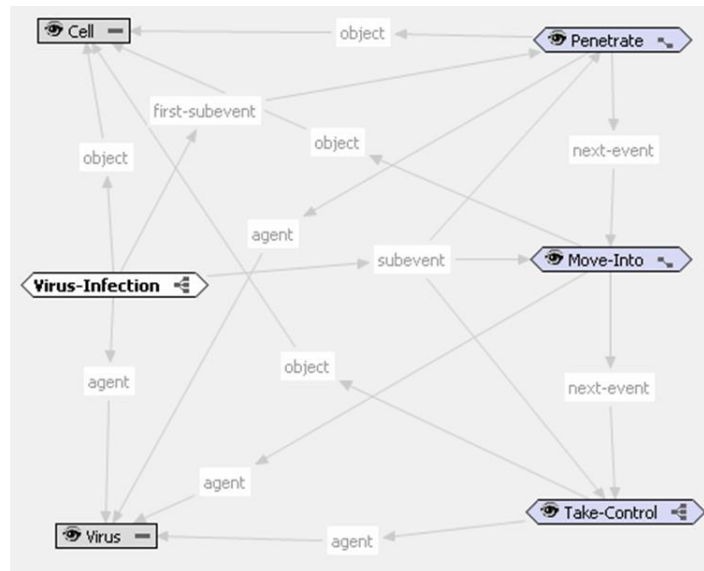 Cell
object
Penetrate
first-subevent
object
next-event
object
agent
subevent
Move-Into
Virus-Infection
object
agent
next-event
agent
Take-Control
Virus
agent